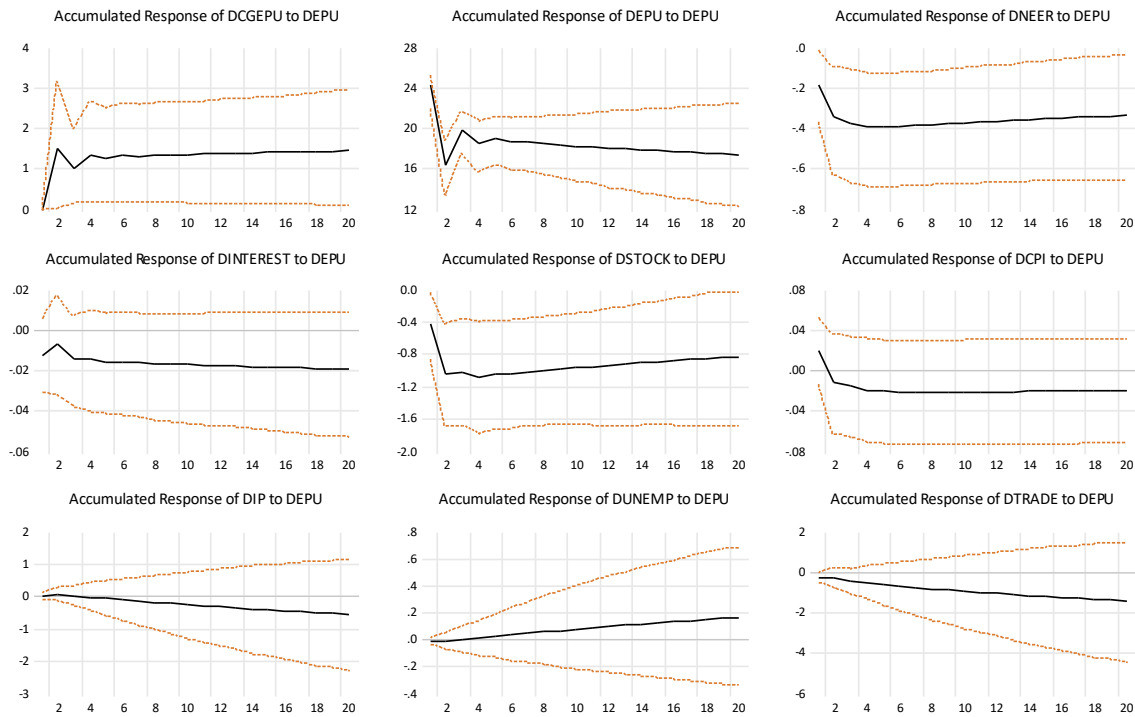 Accumulated Response of DCGEPU to DEPU
4
3
2
1
0
2 4 6 8 10 12 14 16 18 20
Accumulated Response of DEPU to DEPU
28
24
20
16
12
2 4 6 8 10 12 14 16 18 20
Accumulated Response of DNEER to DEPU
.0
-.2
-.4
-.6
-.8
2 4 6 8 10 12 14 16 18 20
Accumulated Response of DINTEREST to DEPU
.02
.00
-.02
-.04
-.06
2 4 6 8 10 12 14 16 18 20
Accumulated Response of DSTOCK to DEPU
0.0
-0.4
-0.8
-1.2
-1.6
-2.0
2 4 6 8 10 12 14 16 18 20
Accumulated Response of DCPI to DEPU
.08
.04
.00
-.04
-.08
2 4 6 8 10 12 14 16 18 20
Accumulated Response of DIP to DEPU
2
1
0
-1
-2
-3
2 4 6 8 10 12 14 16 18 20
Accumulated Response of DUNEMP to DEPU
.8
.6
.4
.2
.0
-.2
-.4
2 4 6 8 10 12 14 16 18 20
Accumulated Response of DTRADE to DEPU
2
0
-2
-4
-6
2 4 6 8 10 12 14 16 18 20